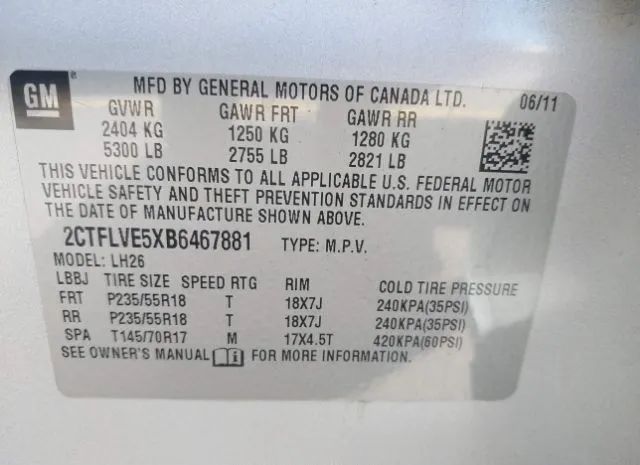 GM
MFD BY GENERAL MOTORS OF CANADA LTD. 06/11
GVWR GAWR FRT GAWR RR
2404 KG 1250 KG 1280 KG
5300 LB 2755 LB 2821 LB
THIS VEHICLE CONFORMS TO ALL APPLICABLE U.S. FEDERAL MOTOR
VEHICLE SAFETY AND THEFT PREVENTION STANDARDS IN EFFECT ON
THE DATE OF MANUFACTURE SHOWN ABOVE.
2CTFLVE5XB6467881 TYPE: M.P.V.
MODEL: LH26
LBBJ TIRE SIZE SPEED RTG RIM COLD TIRE PRESSURE
FRT P235/55R18 T 18X7J 240KPA(35PSI)
RR P235/55R18 T 18X7J 240KPA(35PSI)
SPA T145/70R17 M 17X4.5T 420KPA(60PSI)
SEE OWNER'S MANUAL FOR MORE INFORMATION.